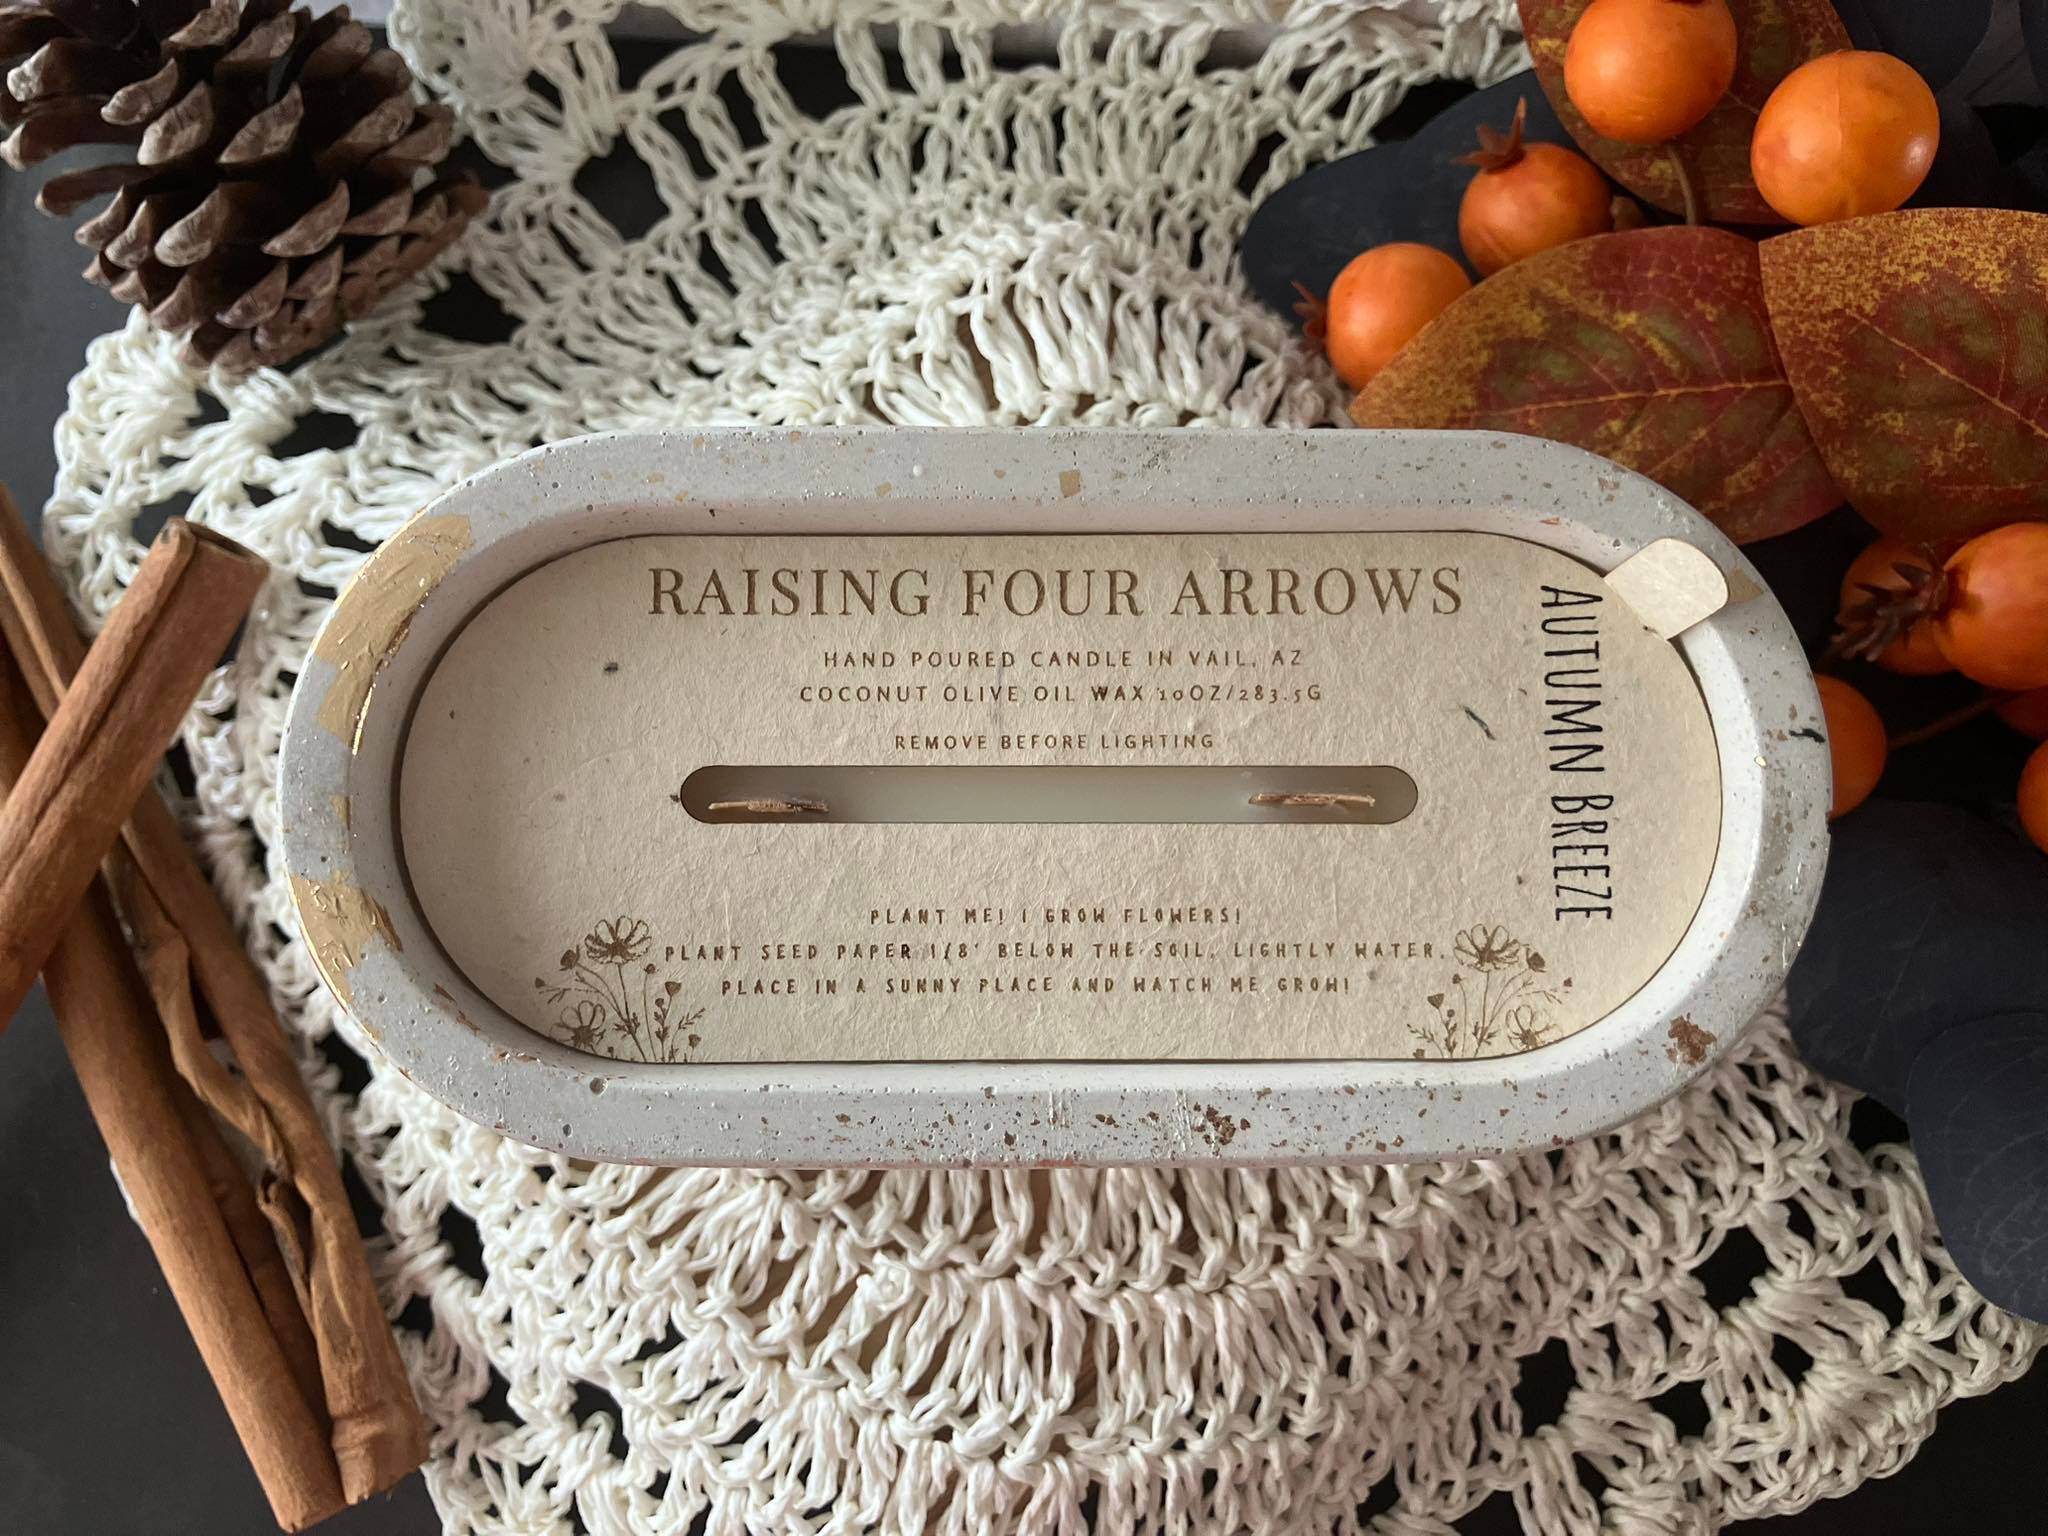 RAISING FOUR ARROWS
HAND POURED CANDLE IN VAIL, AZ
COCONUT OLIVE OIL WAX 10OZ/283.5G
REMOVE BEFORE LIGHTING
PLANT ME! I GROW FLOWERS!
PLANT SEED PAPER 1/8' BELOW THE SOIL, LIGHTLY WATER,
PLACE IN A SUNNY PLACE AND WATCH ME GROW!
AUTUMN BREEZE